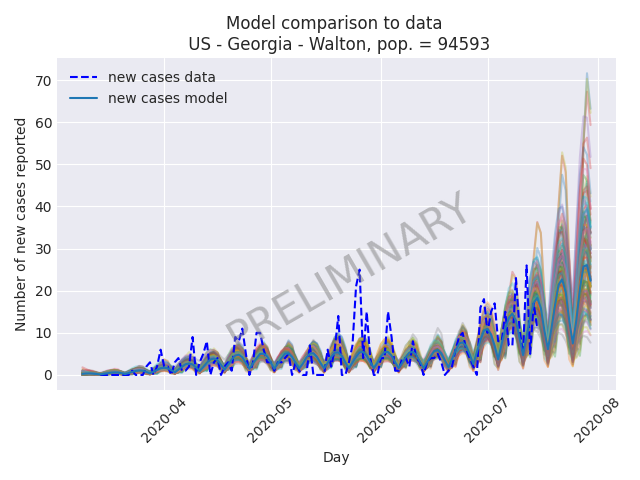 Model comparison to data
US - Georgia - Walton, pop. = 94593
new cases data
new cases model
Number of new cases reported
70
60
50
40
30
20
10
0
PRELIMINARY
2020-04
2020-05
2020-06
2020-07
2020-08
Day